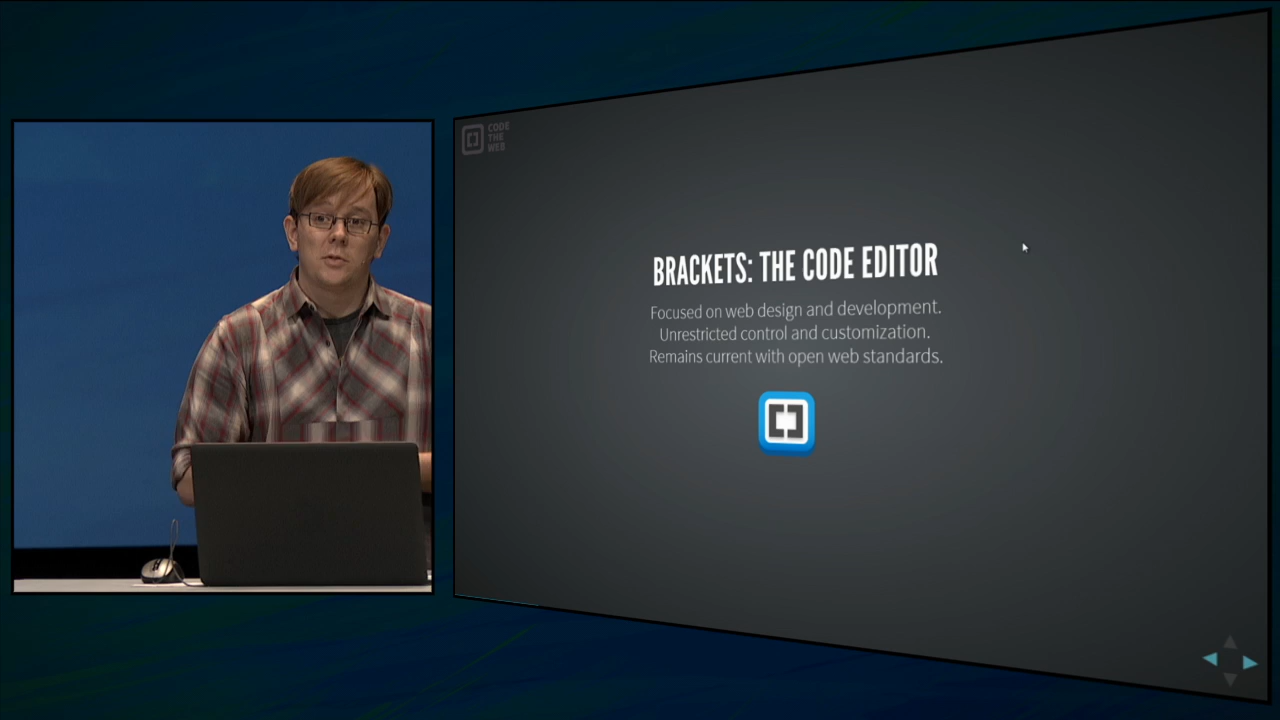 CODE
THE
WEB
BRACKETS: THE CODE EDITOR
Focused on web design and development.
Unrestricted control and customization.
Remains current with open web standards.